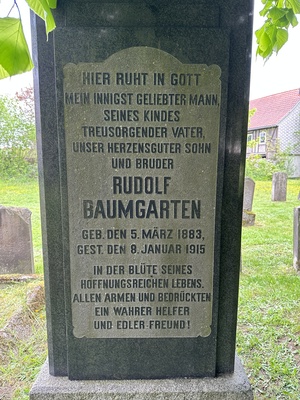 HIER RUHT IN GOTT
MEIN INNIGST GELIEBTER MANN,
SEINES KINDES
TREUSORGENDER VATER,
UNSER HERZENSGUTER SOHN
UND BRUDER
RUDOLF
BAUMGARTEN
GEB. DEN 5. MÄRZ 1883,
GEST. DEN 8. JANUAR 1915
IN DER BLÜTE SEINES
HOFFNUNGSREICHEN LEBENS.
ALLEN ARMEN UND BEDRÜCKTEN
EIN WAHRER HELFER
UND EDLER FREUND!